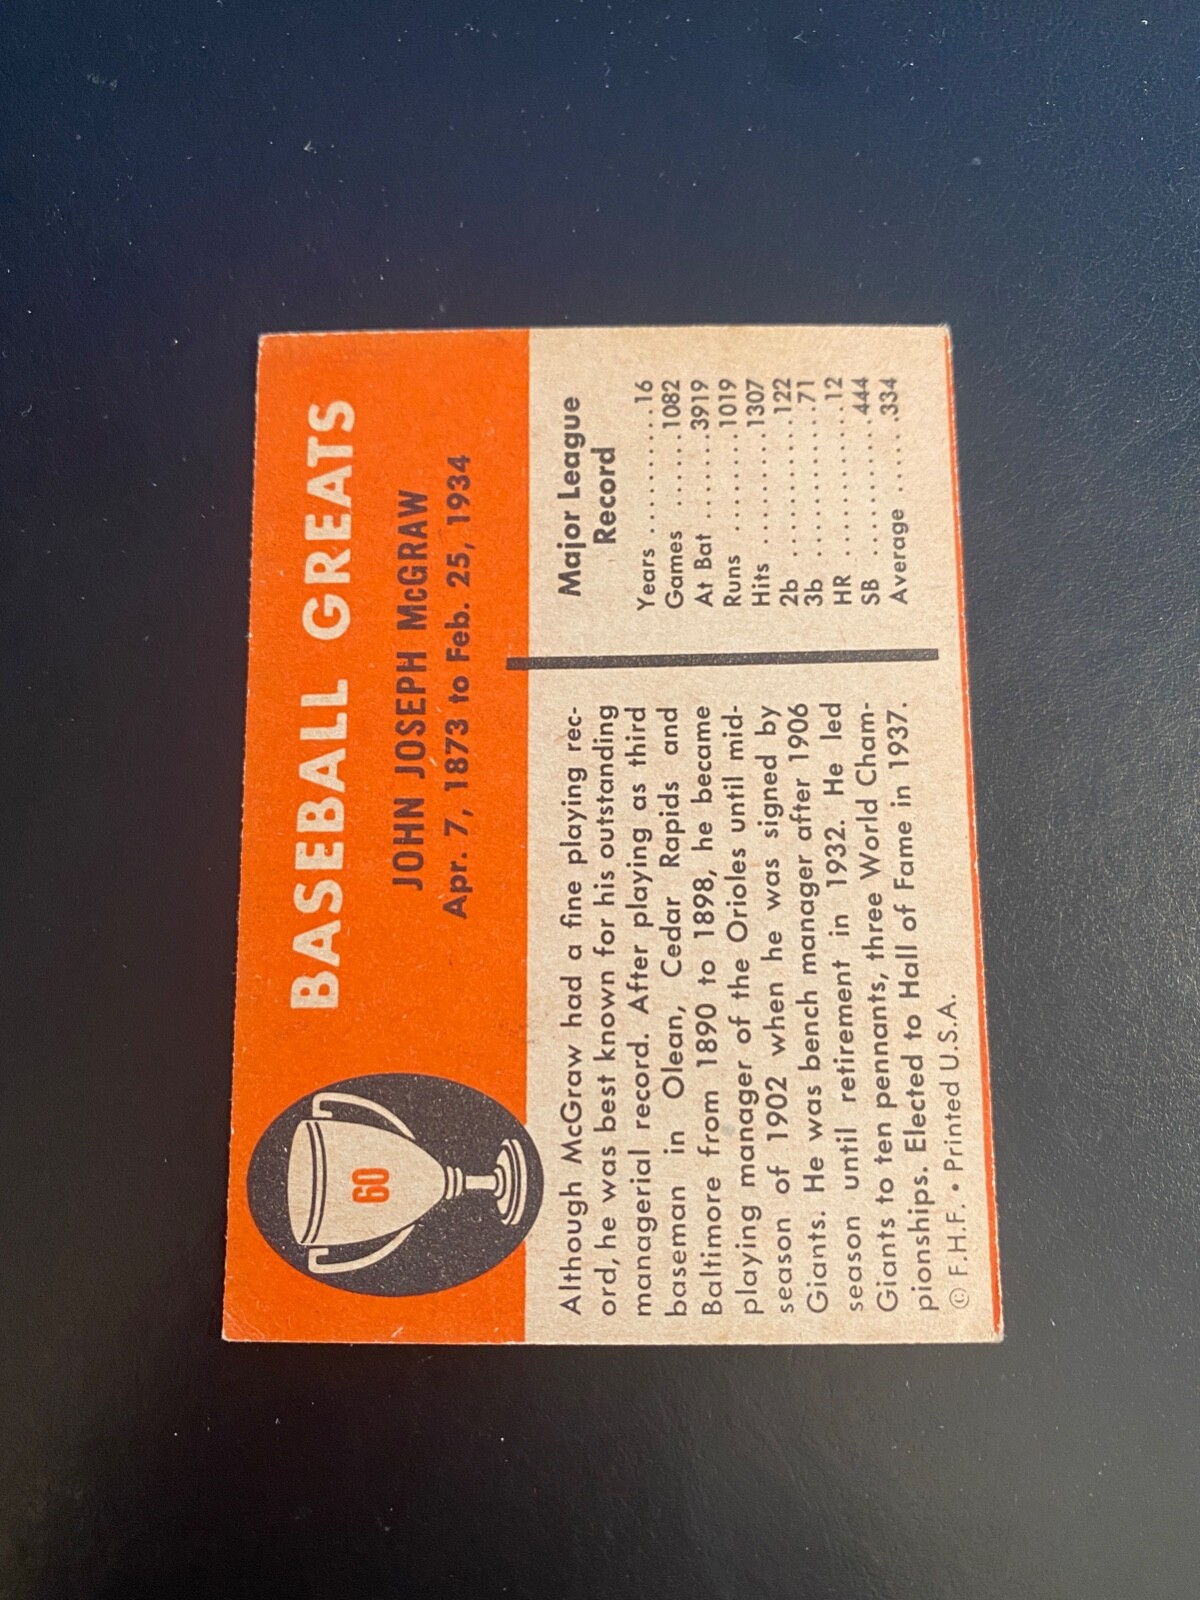 60
BASEBALL GREATS
JOHN JOSEPH McGRAW
Apr. 7, 1873 to Feb. 25, 1934
Although McGraw had a fine playing rec-
ord, he was best known for his outstanding
managerial record. After playing as third
baseman in Olean, Cedar Rapids and
Baltimore from 1890 to 1898, he became
playing manager of the Orioles until mid-
season of 1902 when he was signed by
Giants. He was bench manager after 1906
season until retirement in 1932. He led
Giants to ten pennants, three World Cham-
pionships. Elected to Hall of Fame in 1937.
© F.H.F. • Printed U.S.A.
Major League
Record
Years . . . . . . . . . . .16
Games . . . . . . .1082
At Bat . . . . . . . .3919
Runs . . . . . . . . .1019
Hits . . . . . . . . . .1307
2b . . . . . . . . . . . .122
3b . . . . . . . . . . . .71
HR . . . . . . . . . . . .12
SB . . . . . . . . . . . .444
Average . . . . . .334